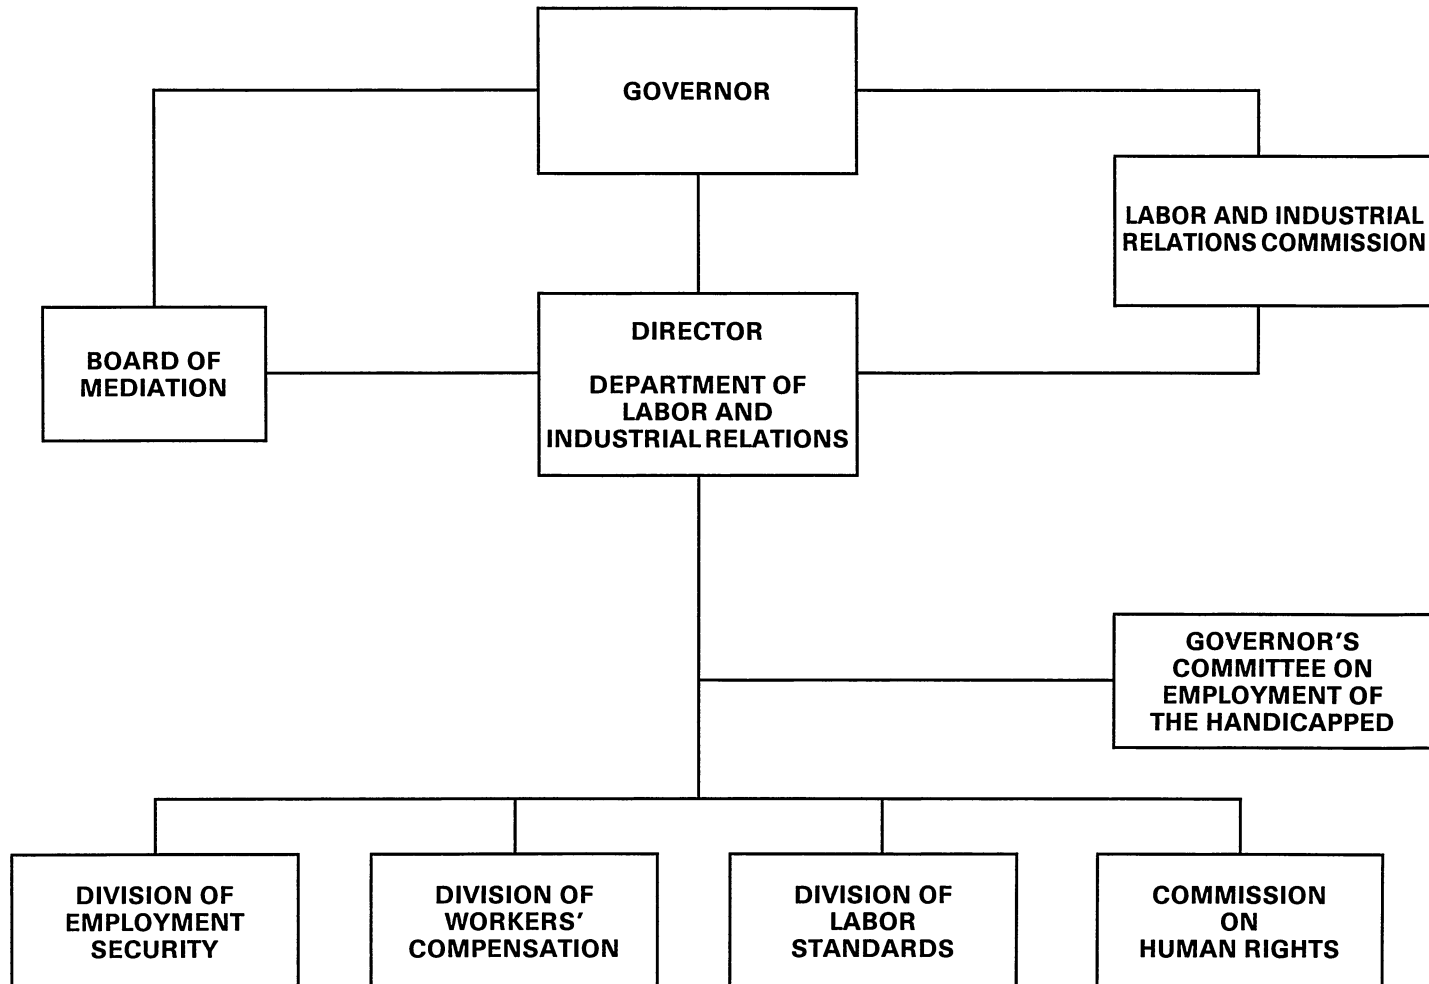 GOVERNOR
LABOR AND INDUSTRIAL
RELATIONS COMMISSION
BOARD OF
MEDIATION
DIRECTOR
DEPARTMENT OF
LABOR AND
INDUSTRIAL RELATIONS
GOVERNOR'S
COMMITTEE ON
EMPLOYMENT OF
THE HANDICAPPED
DIVISION OF
EMPLOYMENT
SECURITY
DIVISION OF
WORKERS'
COMPENSATION
DIVISION OF
LABOR
STANDARDS
COMMISSION
ON
HUMAN RIGHTS